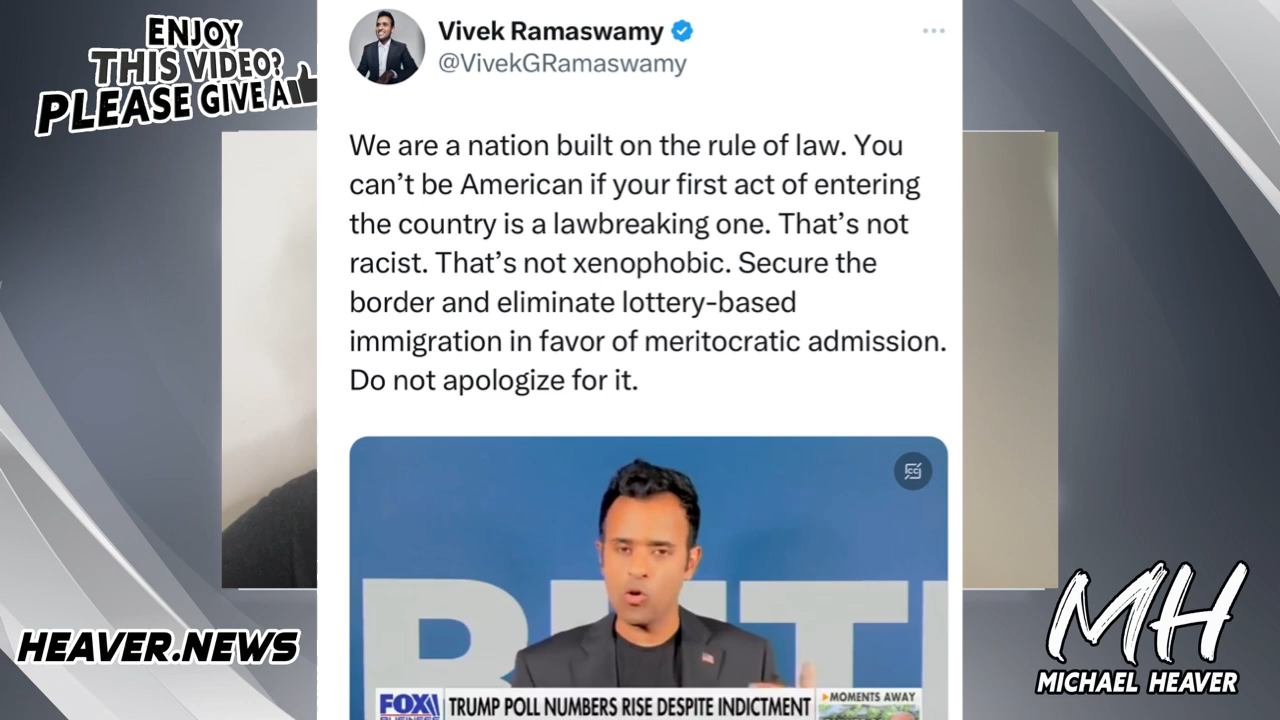 ENJOY
THIS VIDEO?
PLEASE GIVE A
Vivek Ramaswamy
@VivekGRamaswamy
We are a nation built on the rule of law. You
can’t be American if your first act of entering
the country is a lawbreaking one. That’s not
racist. That’s not xenophobic. Secure the
border and eliminate lottery-based
immigration in favor of meritocratic admission.
Do not apologize for it.
FOX
BUSINESS
TRUMP POLL NUMBERS RISE DESPITE INDICTMENT
MOMENTS AWAY
HEAVER.NEWS
MH
MICHAEL HEAVER